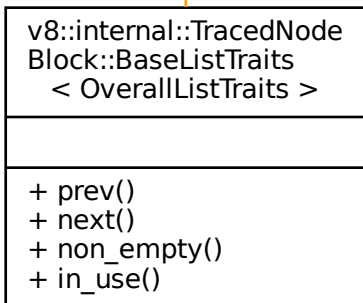 v8::internal::TracedNode
Block::BaseListTraits
< OverallListTraits >
+ prev()
+ next()
+ non_empty()
+ in_use()